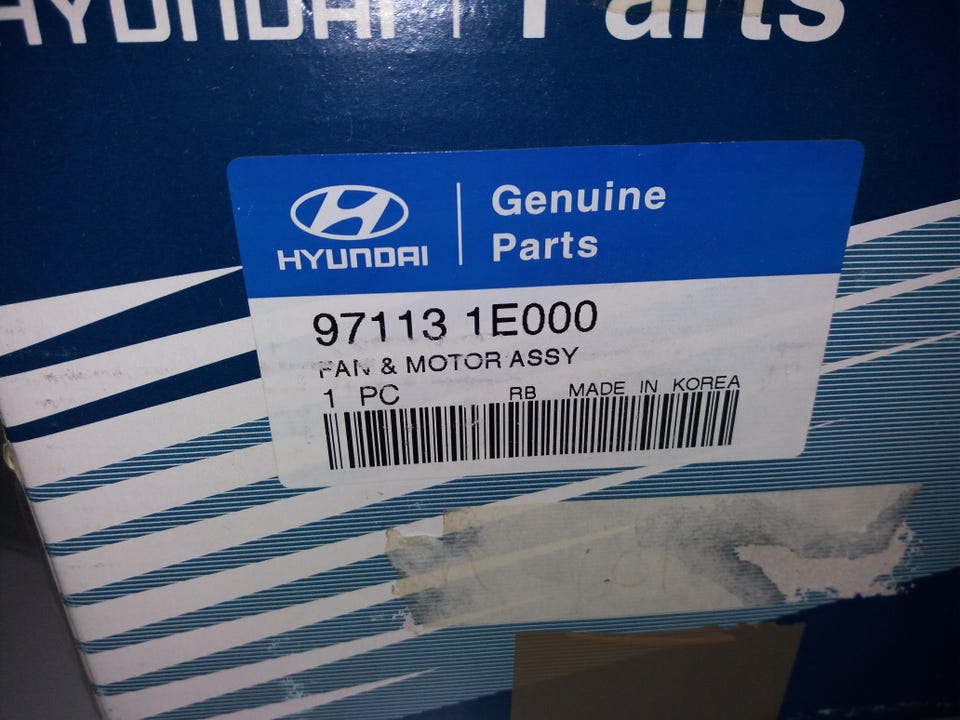 HYUNDAI | Parts
HYUNDAI
Genuine
Parts
97113 1E000
FAN & MOTOR ASSY
1 PC RB MADE IN KOREA